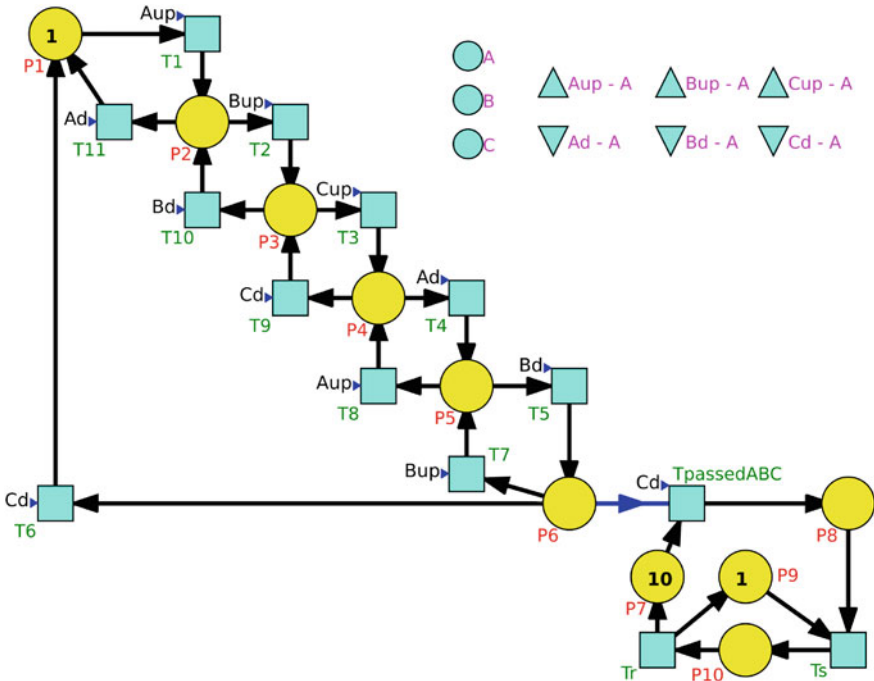 Aup
1
P1
T1
A
Aup - A
Bup - A
Cup - A
B
Ad
T11
P2
Bup
T2
C
Ad - A
Bd - A
Cd - A
Bd
T10
P3
Cup
T3
Cd
T9
P4
Ad
T4
Aup
T8
P5
Bd
T5
T7
Bup
Cd
T6
P6
Cd
TpassedABC
P8
10
P7
1
P9
Tr
P10
Ts